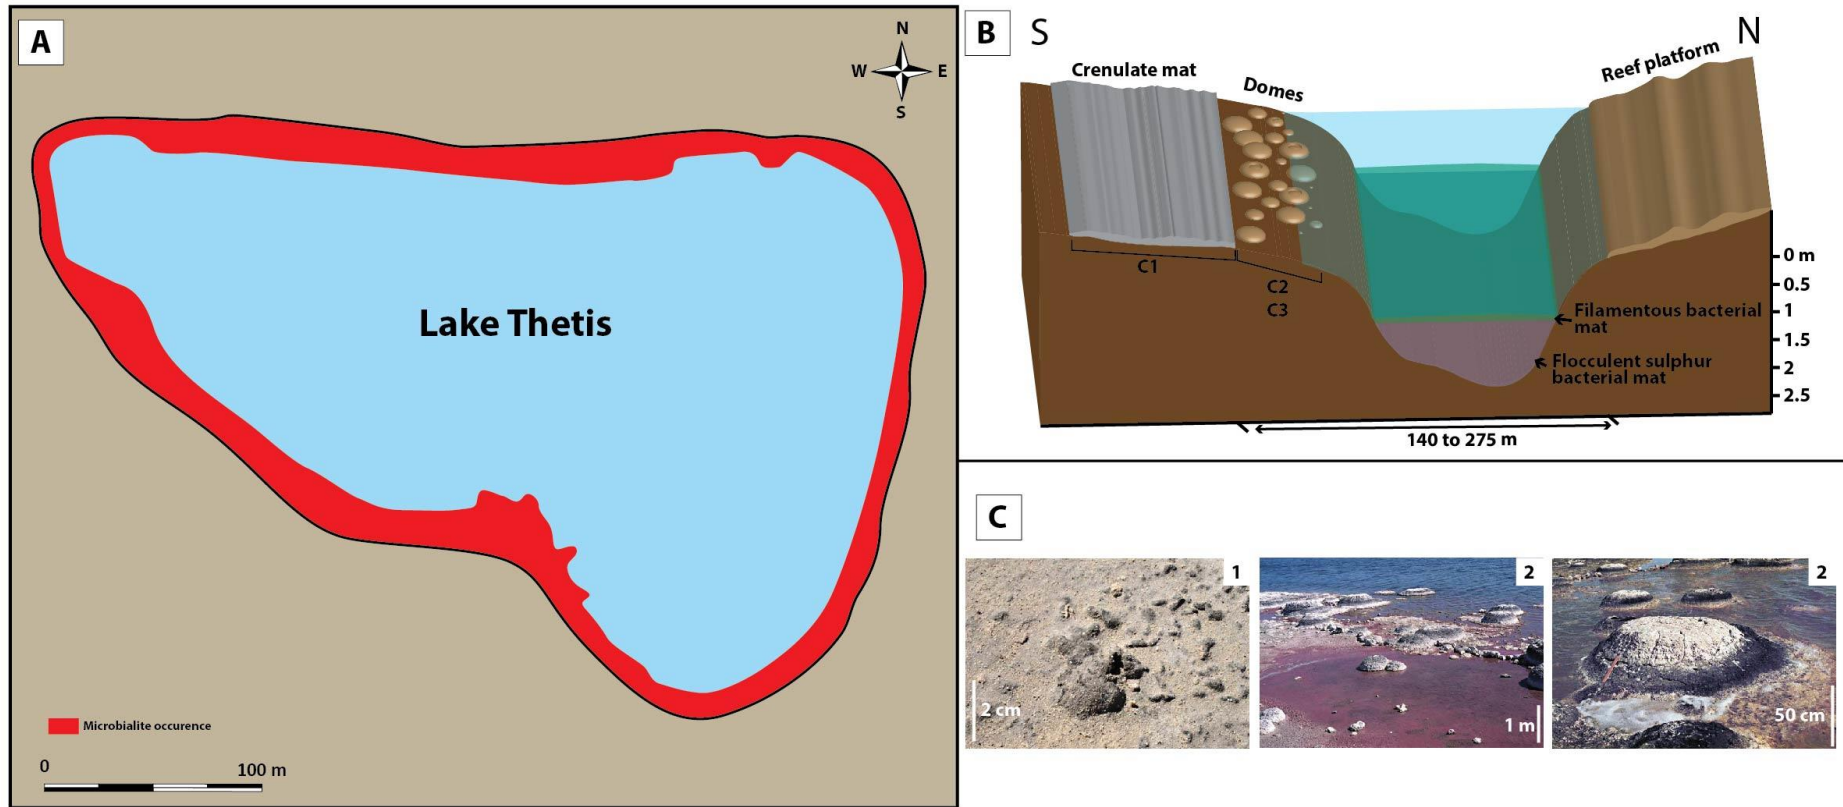 A
N
W
E
S
Lake Thetis
Microbialite occurence
0
100 m
B
S
N
Crenulate mat
Domes
Reef platform
C1
C2
C3
0 m
0.5
1
1.5
2
2.5
Filamentous bacterial
mat
Flocculent sulphur
bacterial mat
140 to 275 m
C
1
2 cm
2
1 m
2
50 cm